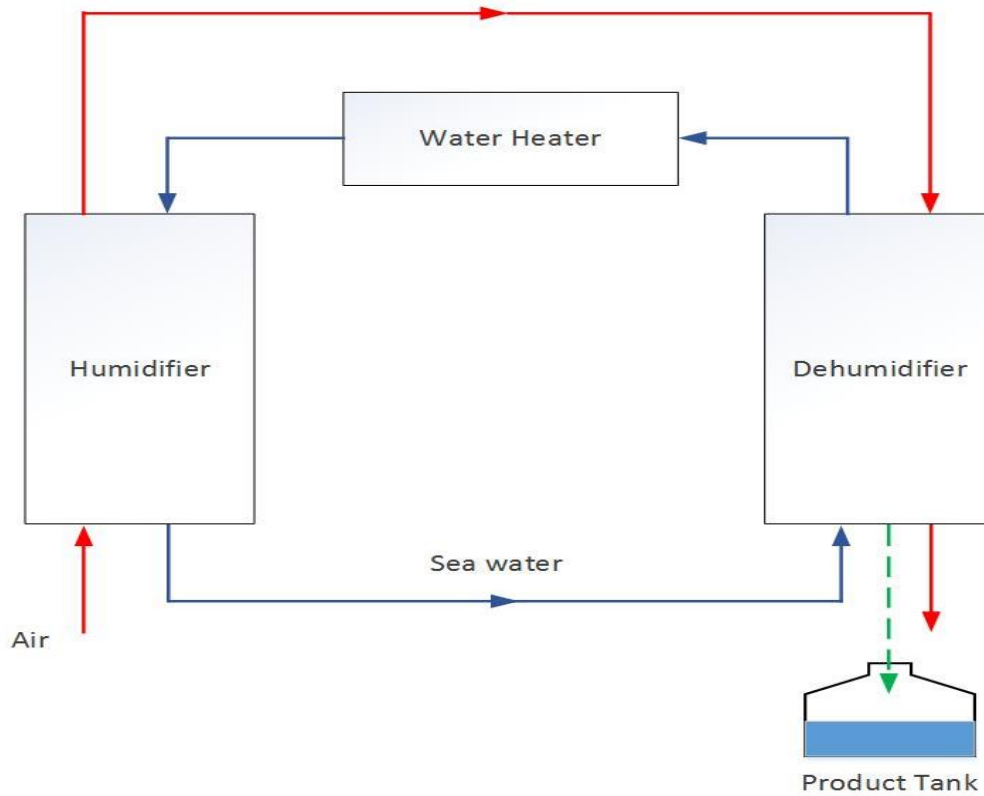 Water Heater
Humidifier
Dehumidifier
Sea water
Air
Product Tank